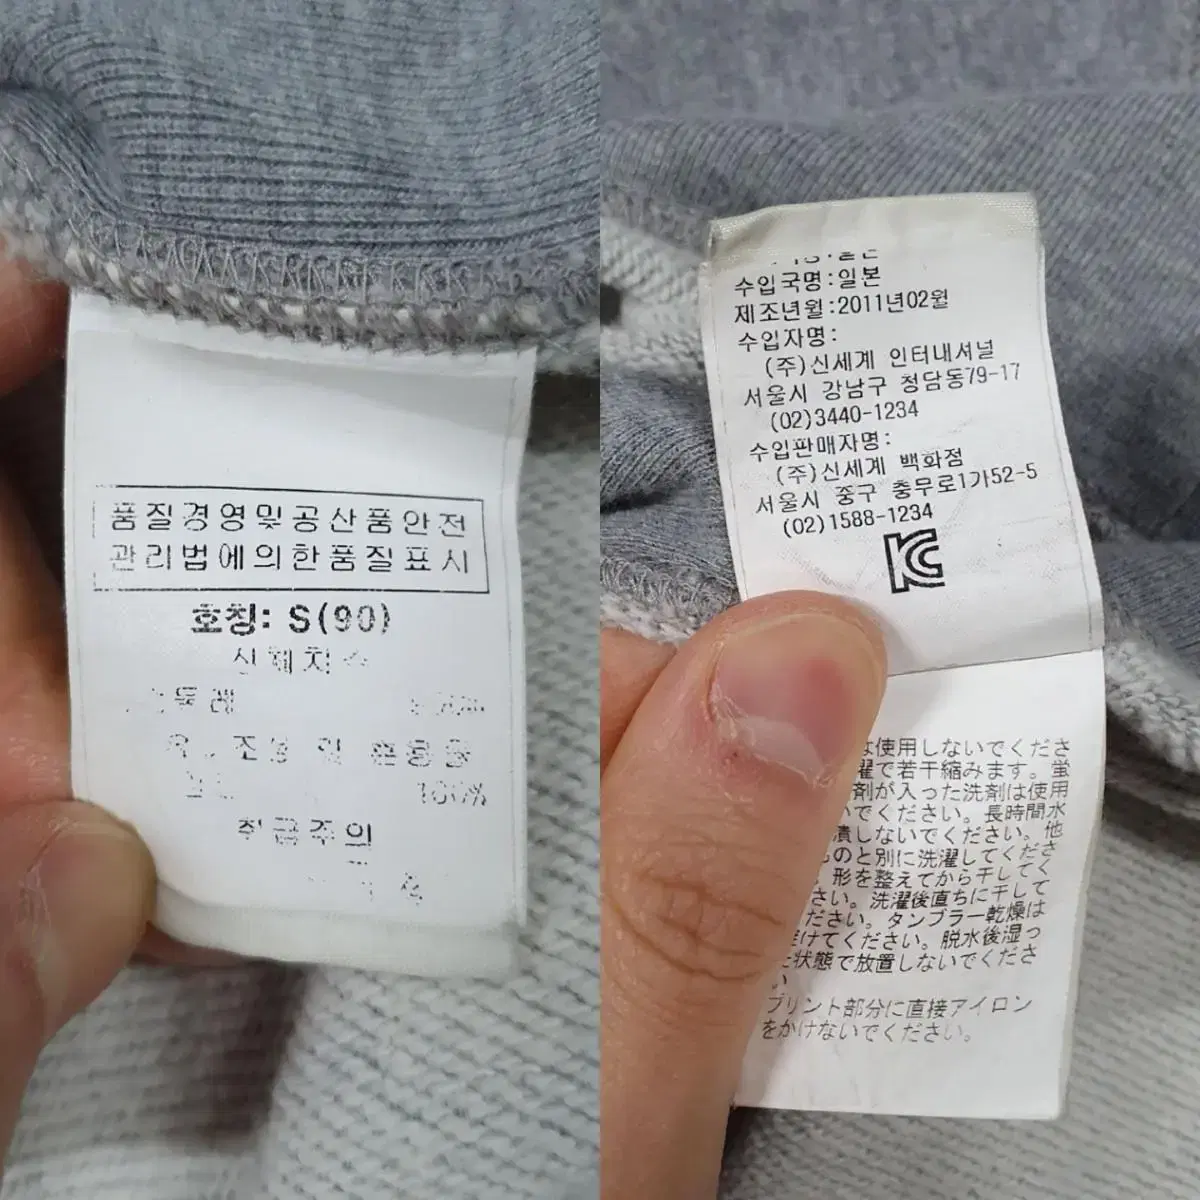 품질경영및공산품안전
관리법에의한품질표시
호칭: S(90)
신체치수
100%
취급주의
수입국명:일본
제조년월:2011년02월
수입자명:
(주)신세계 인터내셔널
서울시 강남구 청담동79-17
(02)3440-1234
수입판매자명:
(주)신세계 백화점
서울시 중구 충무로1가52-5
(02)1588-1234
は使用しないでくださ
濯で若干縮みます。蛍
剤が入った洗剤は使用
いでください。長時間水
漬しないでください。他
ものと別に洗濯してくださ
形を整えてから干してく
さい。洗濯後直ちに干して
ださい。タンブラー乾燥は
けてください。脱水後湿っ
た状態で放置しないでくださ
い
プリント部分に直接アイロン
をかけないでください。